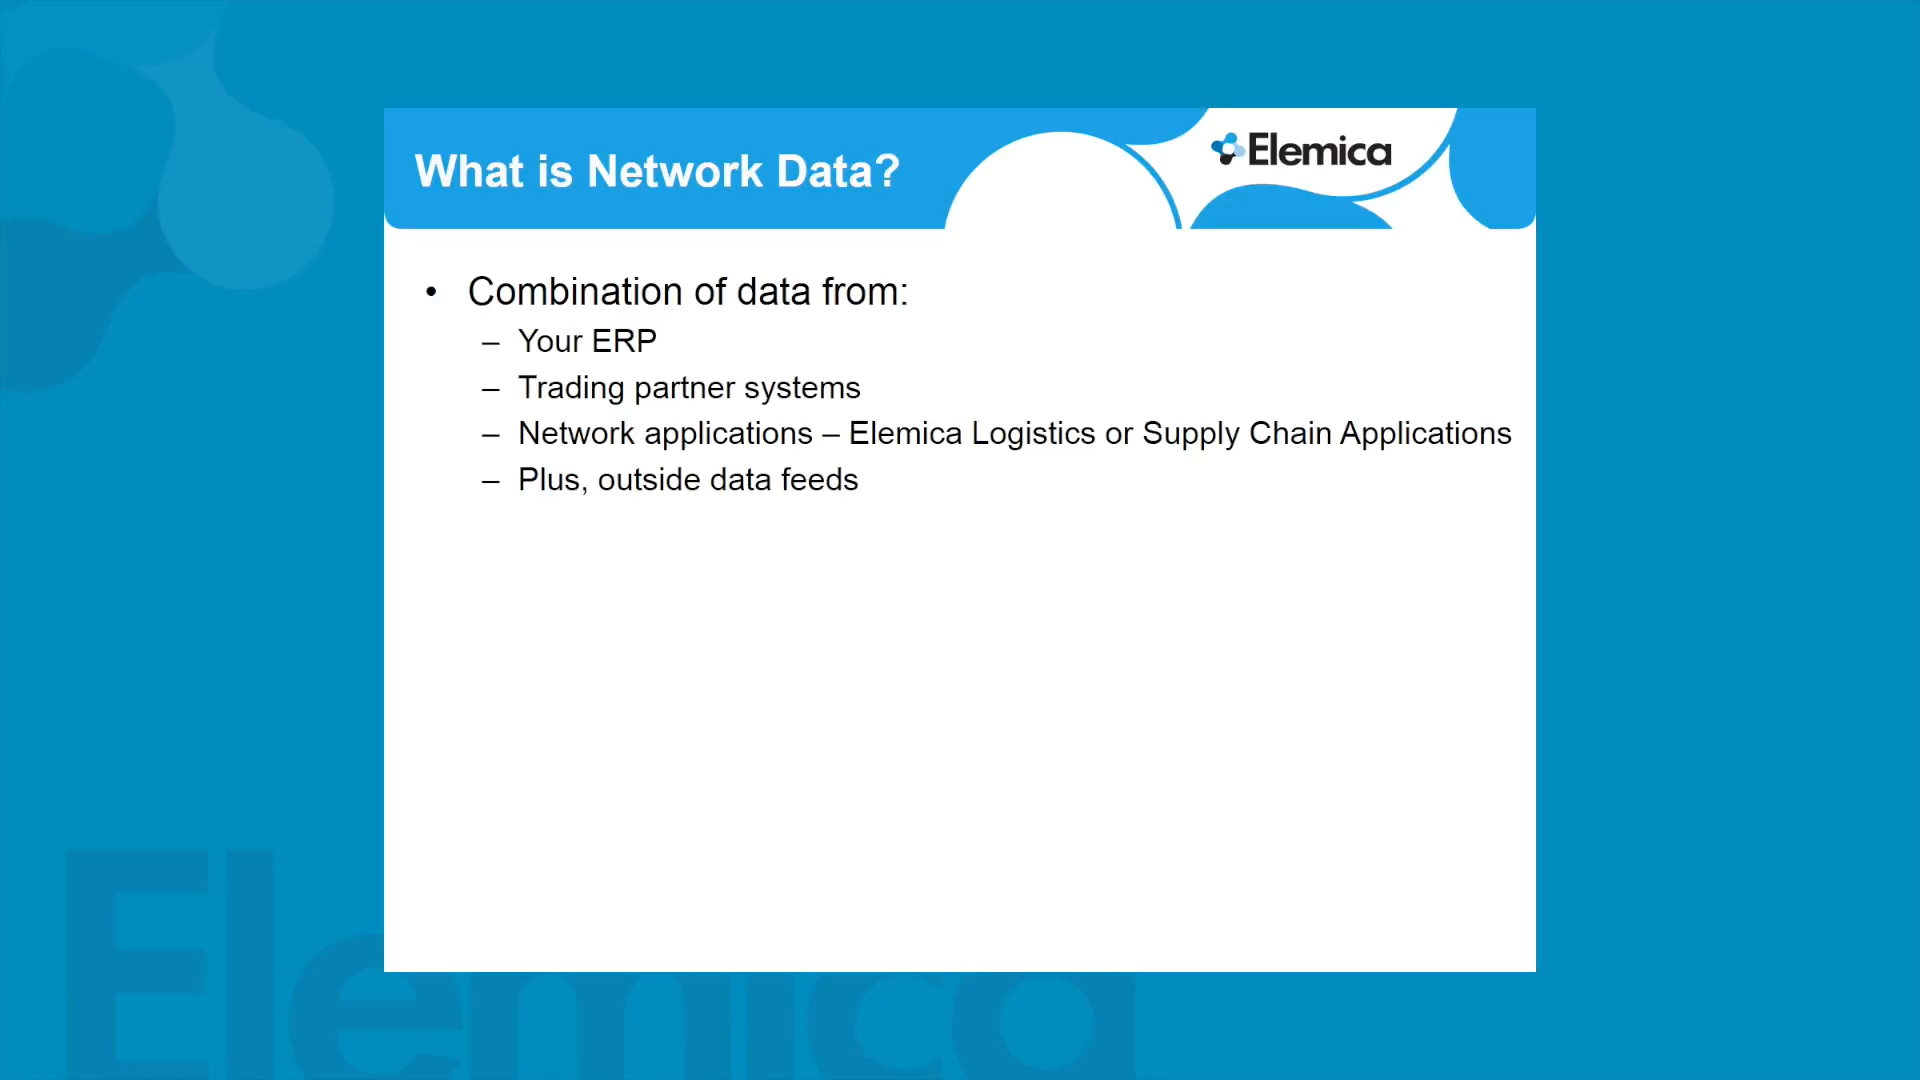 What is Network Data?
Elemica
• Combination of data from:
– Your ERP
– Trading partner systems
– Network applications – Elemica Logistics or Supply Chain Applications
– Plus, outside data feeds
Elemica